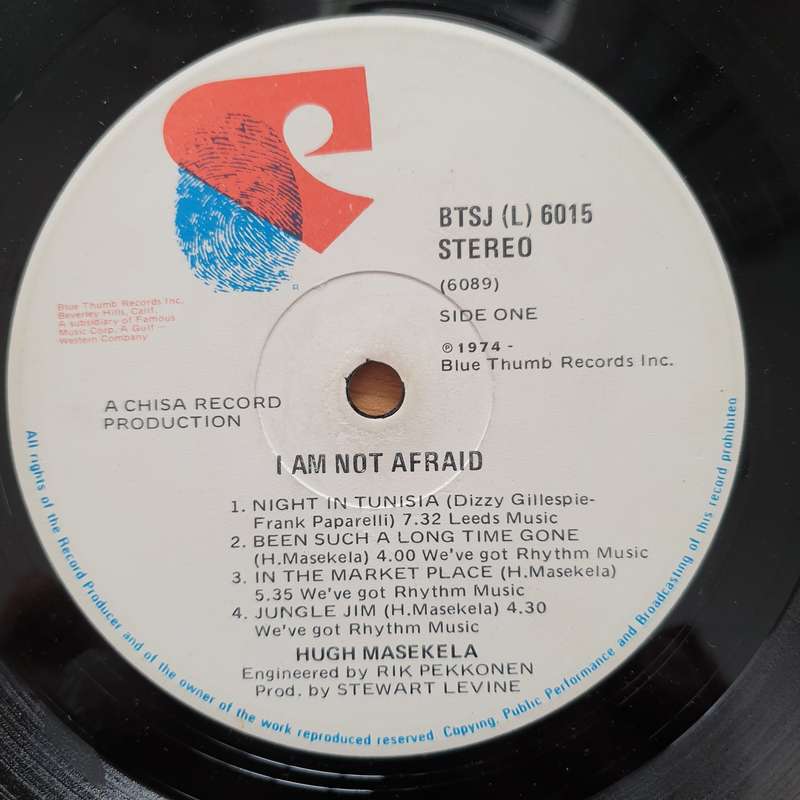 ®
BTSJ (L) 6015
STEREO
(6089)
SIDE ONE
℗ 1974 -
Blue Thumb Records Inc.
Blue Thumb Records Inc.
Beverley Hills, Calif.
A subsidiary of Famous
Music Corp. A Gulf -
Western Company
A CHISA RECORD
PRODUCTION
I AM NOT AFRAID
1. NIGHT IN TUNISIA (Dizzy Gillespie-
Frank Paparelli) 7.32 Leeds Music
2. BEEN SUCH A LONG TIME GONE
(H.Masekela) 4.00 We've got Rhythm Music
3. IN THE MARKET PLACE (H.Masekela)
5.35 We've got Rhythm Music
4. JUNGLE JIM (H.Masekela) 4.30
We've got Rhythm Music
HUGH MASEKELA
Engineered by RIK PEKKONEN
Prod. by STEWART LEVINE
All rights of the Record Producer and of the owner of the work reproduced reserved. Copying, Public Performance and Broadcasting of this record prohibited